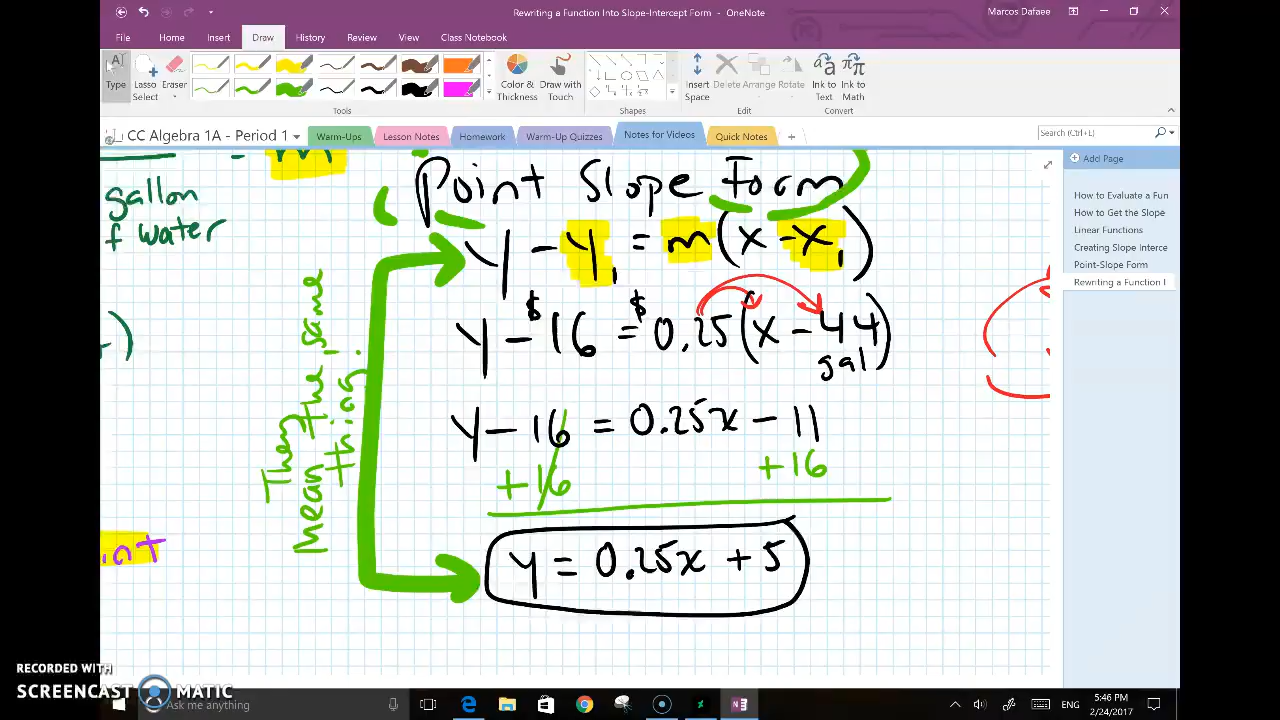 Rewriting a Function Into Slope-Intercept Form - OneNote
Marcos Dafaee
File Home Insert Draw History Review View Class Notebook
Type
Lasso Select
Eraser
Color & Thickness
Draw with Touch
Insert Space
Delete
Arrange
Rotate
Ink to Text
Ink to Math
Tools
Shapes
Edit
Convert
CC Algebra 1A - Period 1
Warm-Ups
Lesson Notes
Homework
Warm-Up Quizzes
Notes for Videos
Quick Notes
Search (Ctrl+E)
Add Page
How to Evaluate a Fun
How to Get the Slope
Linear Functions
Creating Slope Interce
Point-Slope Form
Rewriting a Function I
m
gallon
f water
Point Slope Form
y - y₁ = m(x - x₁)
y - $16 = $0.25(x - 44)
gal
y - 16 = 0.25x - 11
+16 +16
y = 0.25x + 5
They mean the same thing.
int
RECORDED WITH
SCREENCAST MATIC
Ask me anything
ENG
5:46 PM
2/24/2017